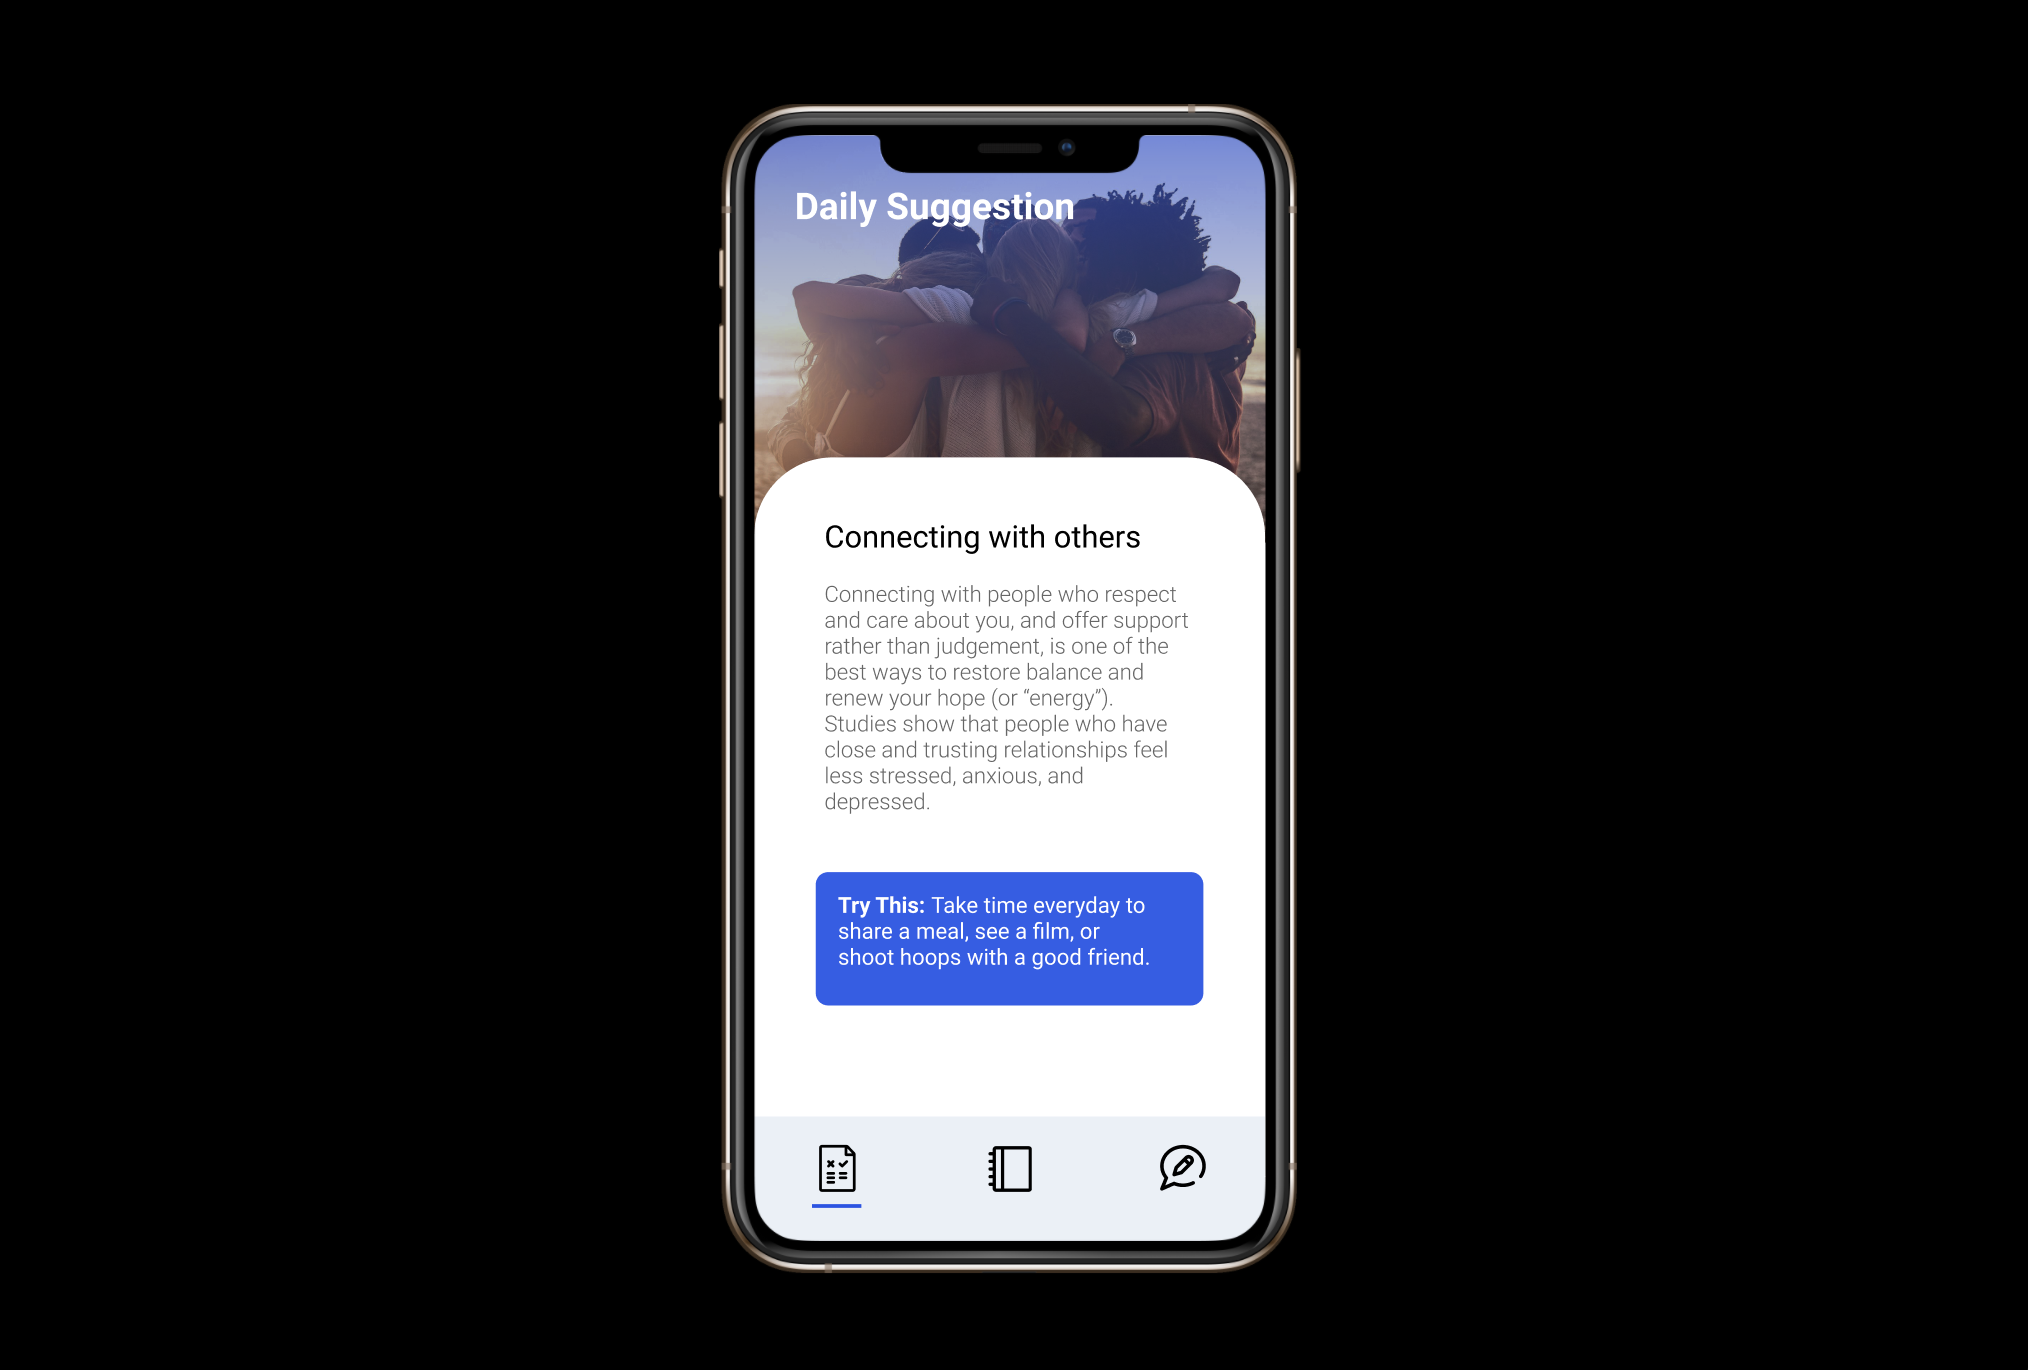 Daily Suggestion
Connecting with others
Connecting with people who respect
and care about you, and offer support
rather than judgement, is one of the
best ways to restore balance and
renew your hope (or “energy”).
Studies show that people who have
close and trusting relationships feel
less stressed, anxious, and
depressed.
Try This: Take time everyday to
share a meal, see a film, or
shoot hoops with a good friend.